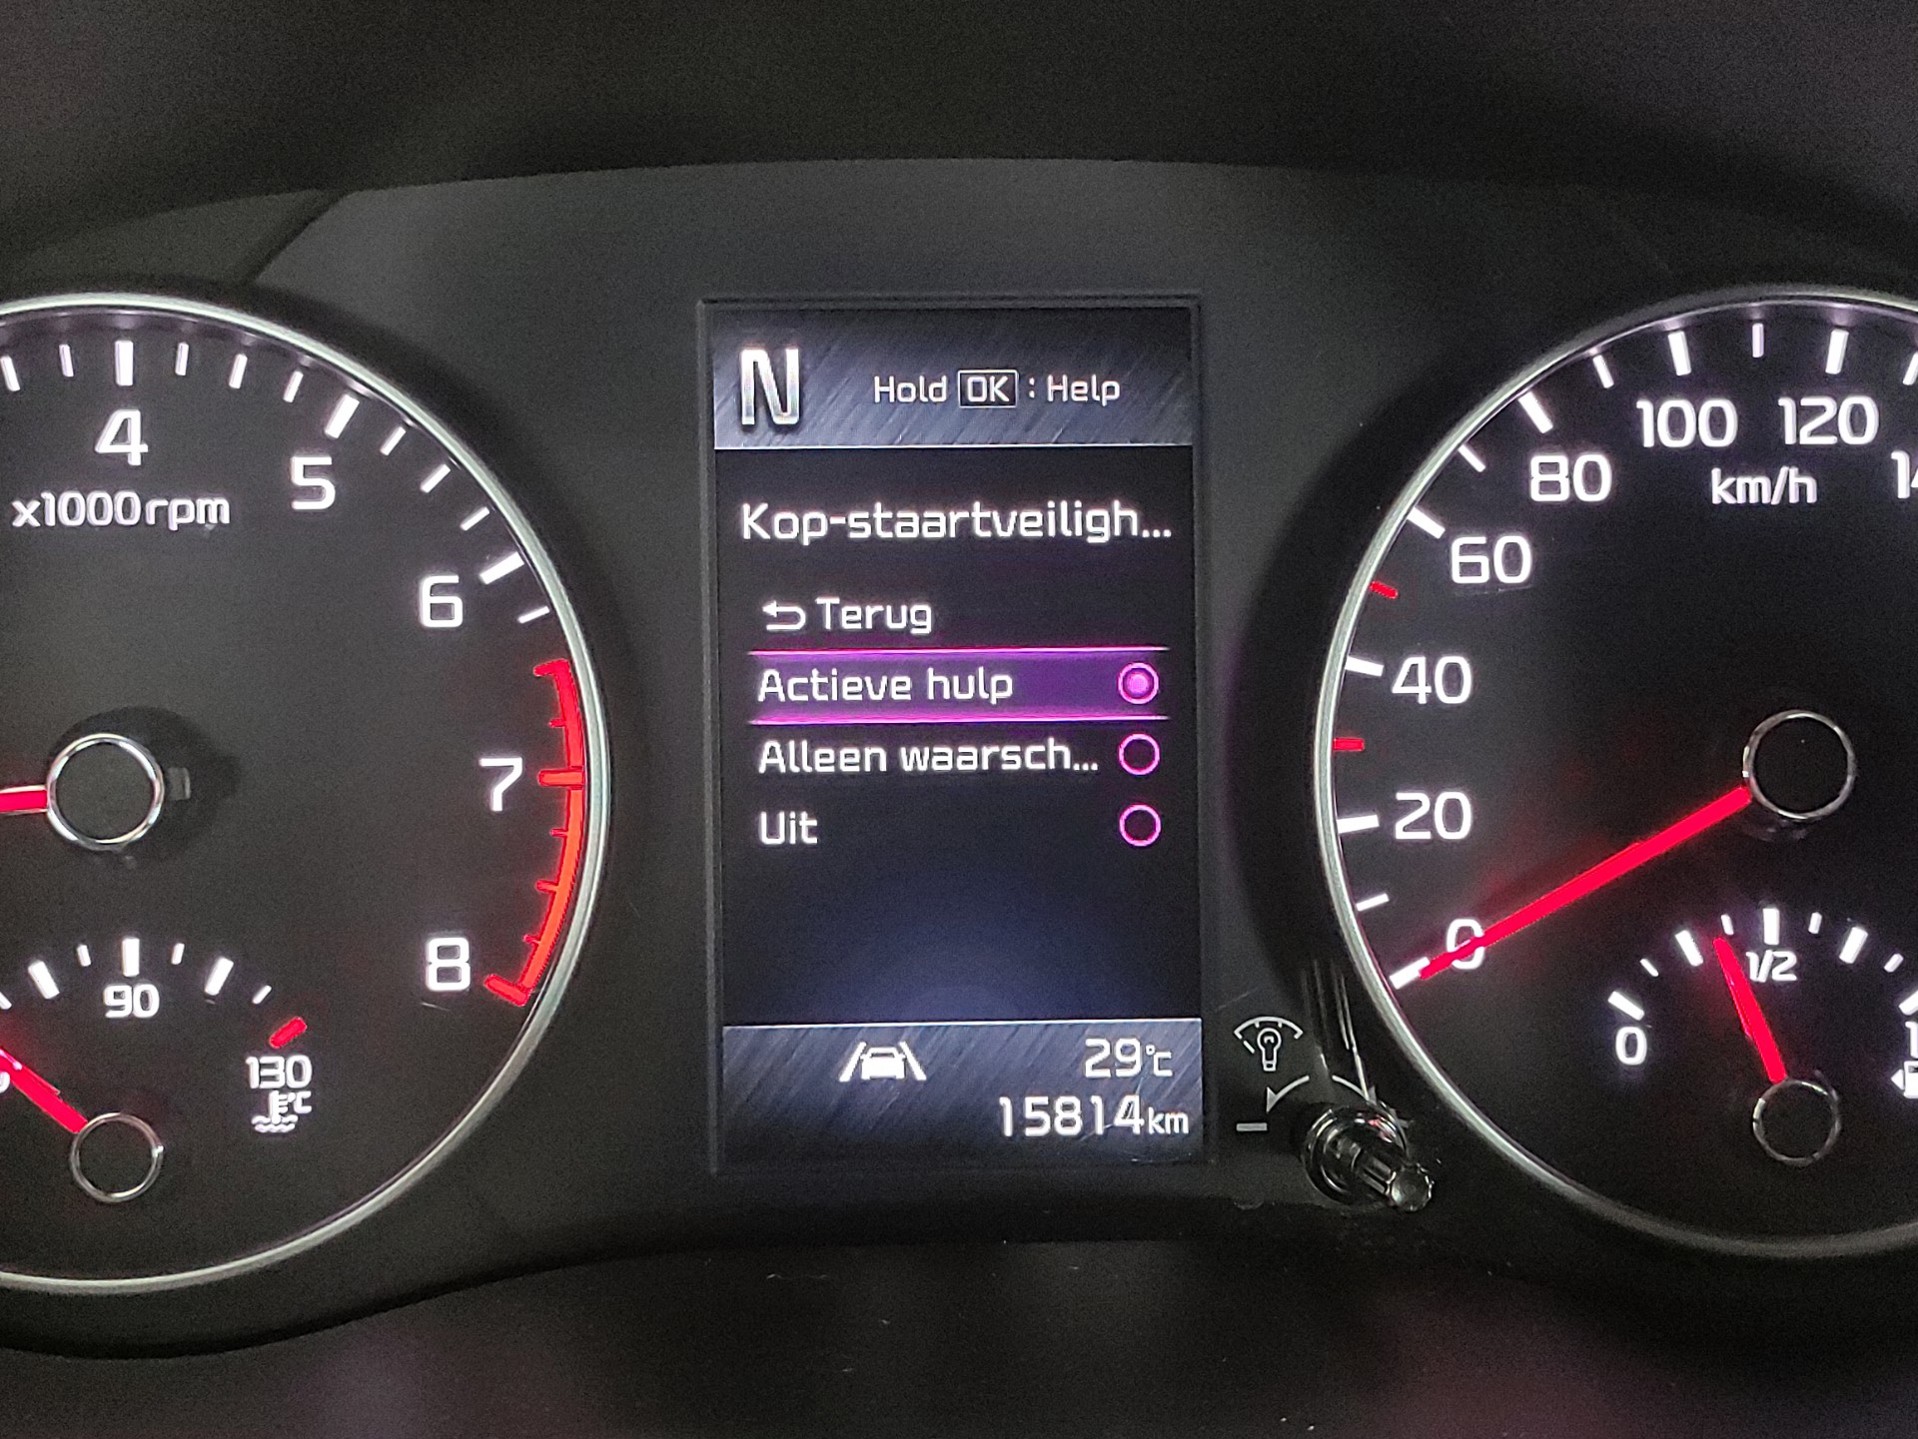 N Hold OK : Help
Kop-staartveiligh...
Terug
Actieve hulp
Alleen waarsch...
Uit
29°C
15814km
4
5
x1000rpm
6
7
8
90
130
°C
100
120
80
km/h
60
40
20
0
1/2
0